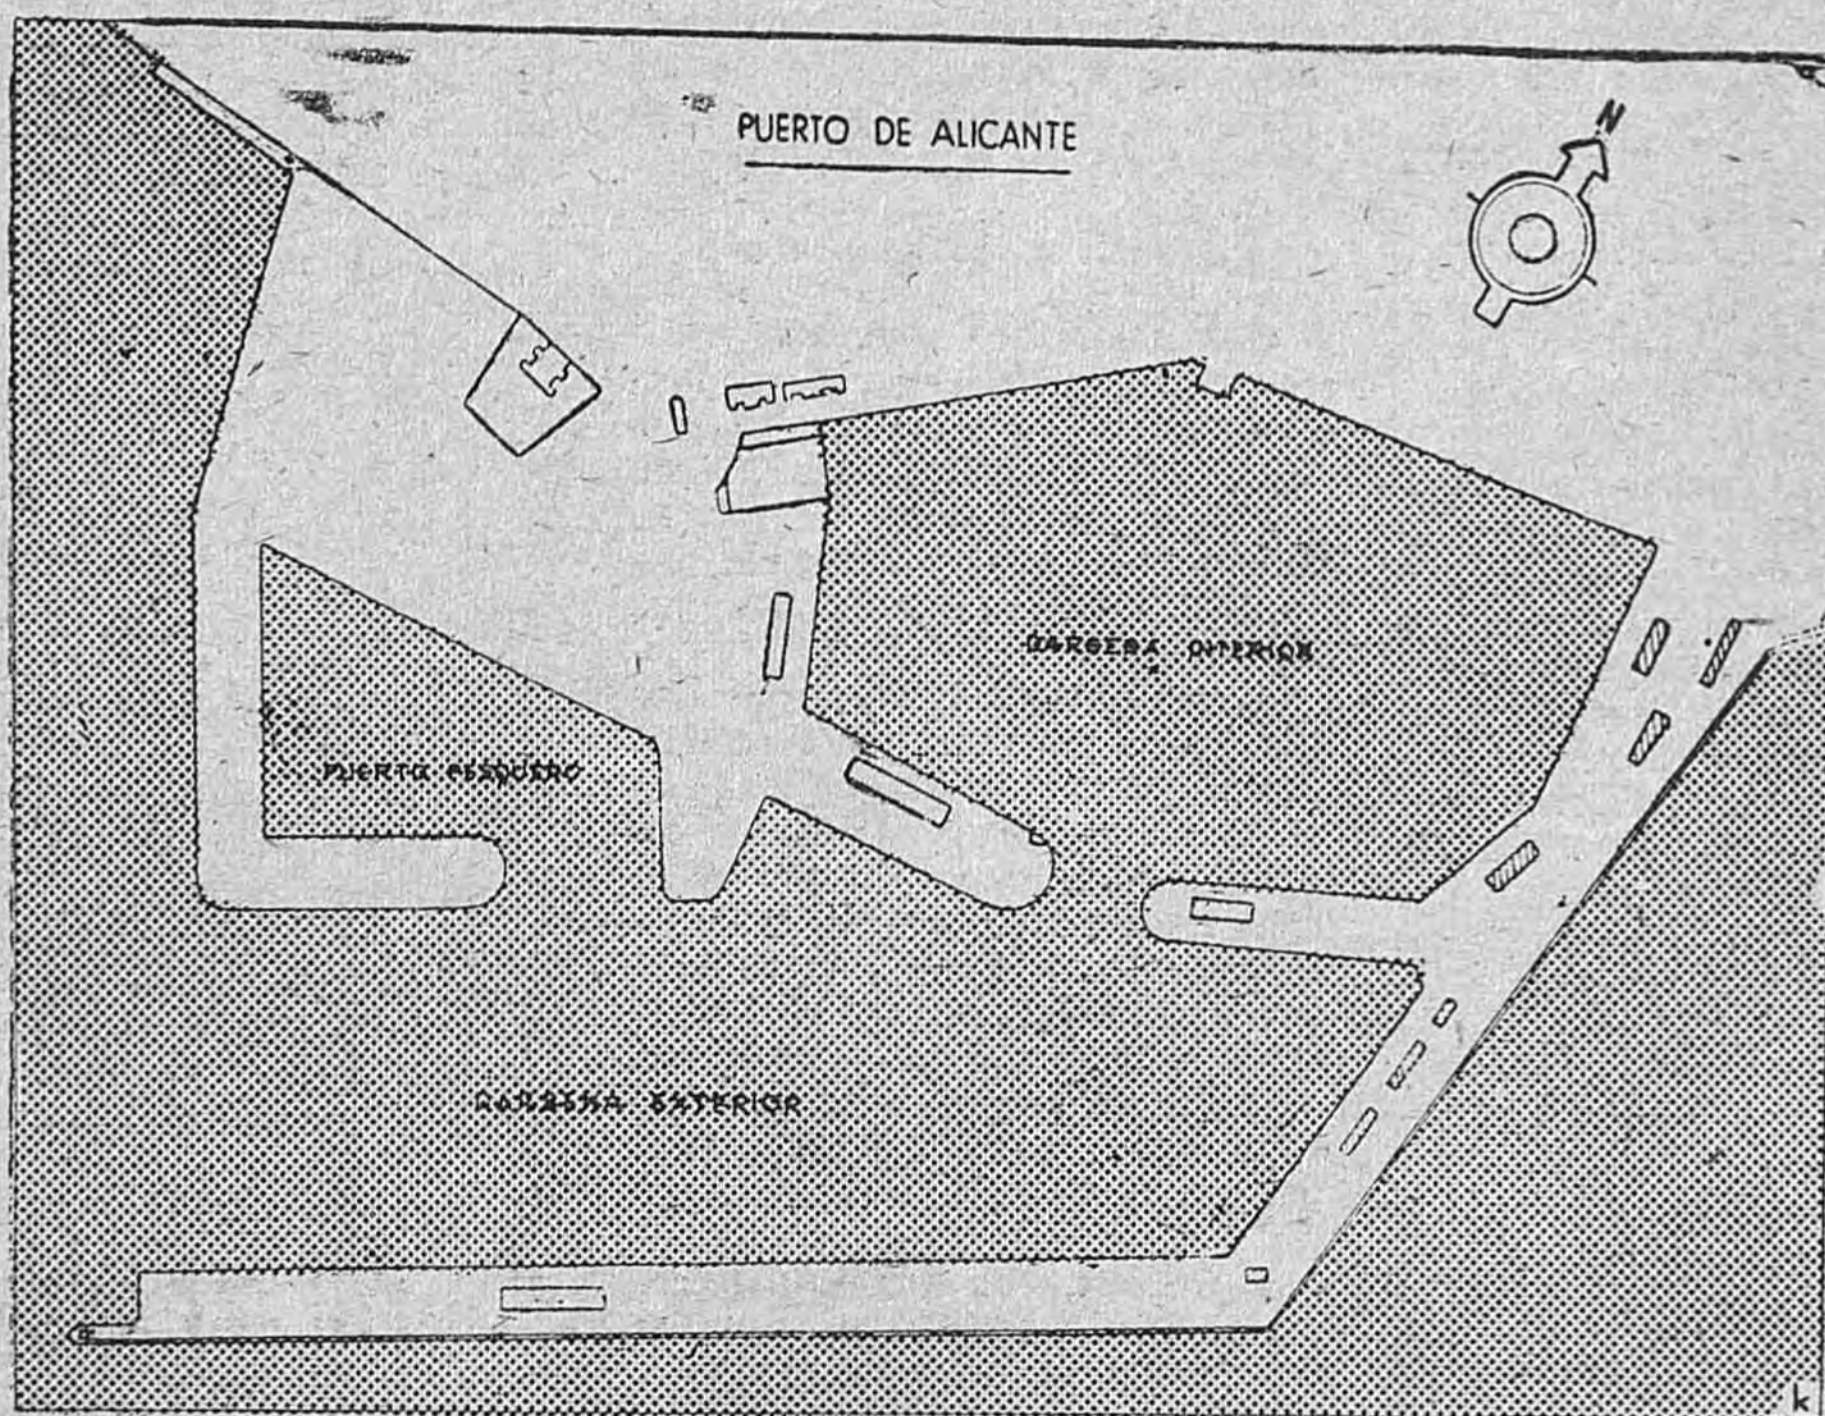 PUERTO DE ALICANTE
N
DARSENA INTERIOR
PUERTO PESQUERO
DARSENA EXTERIOR
k